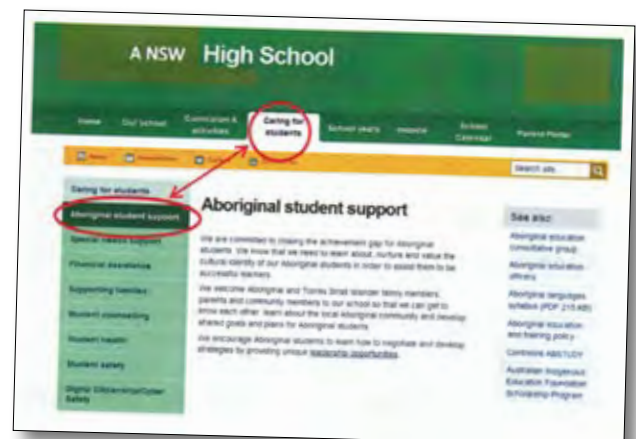 A NSW High School
Home Our School Curriculum & activities Caring for students School years School Calendar Parent Portal
Search site
Caring for students
Aboriginal student support
Special needs support
Financial assistance
Supporting families
Student counselling
Student health
Student safety
Digital Citizenship/Cyber Safety
Aboriginal student support
We are committed to closing the achievement gap for Aboriginal
students. We know that we need to learn about, nurture and value the
cultural identity of our Aboriginal students in order to assist them to be
successful learners.
We welcome Aboriginal and Torres Strait Islander family members,
parents and community members to our school so that we can get to
know each other, learn about the local Aboriginal community and develop
shared goals and plans for Aboriginal students.
We encourage Aboriginal students to learn how to negotiate and develop
strategies by providing unique leadership opportunities.
See also:
Aboriginal education
consultative group
Aboriginal education
officers
Aboriginal languages
syllabus (PDF 215 KB)
Aboriginal education
and training policy
Centrelink ABSTUDY
Australian Indigenous
Education Foundation
Scholarship Program